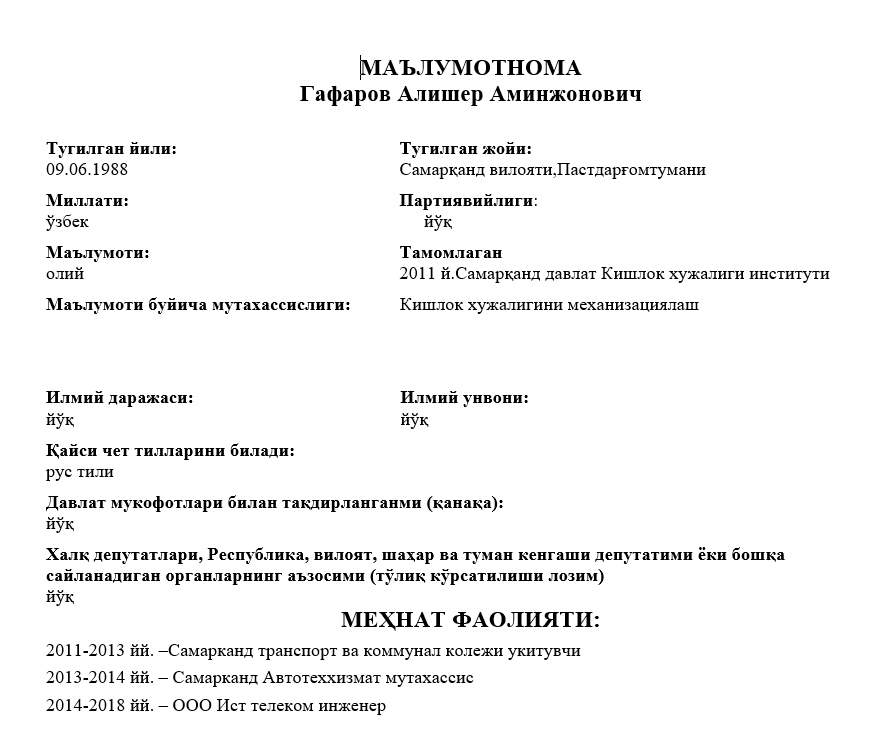 МАЪЛУМОТНОМА
Гафаров Алишер Аминжонович
Тугилган йили: Тугилган жойи:
09.06.1988 Самарқанд вилояти,Пастдарғомтумани
Миллати: Партиявийлиги:
ўзбек йўқ
Маълумоти: Тамомлаган
олий 2011 й.Самарқанд давлат Кишлок хужалиги институти
Маълумоти буйича мутахассислиги: Кишлок хужалигини механизациялаш
Илмий даражаси: Илмий унвони:
йўқ йўқ
Қайси чет тилларини билади:
рус тили
Давлат мукофотлари билан тақдирланганми (қанақа):
йўқ
Халқ депутатлари, Республика, вилоят, шаҳар ва туман кенгаши депутатими ёки бошқа
сайланадиган органларнинг аъзосими (тўлиқ кўрсатилиши лозим)
йўқ
МЕҲНАТ ФАОЛИЯТИ:
2011-2013 йй. –Самарканд транспорт ва коммунал колежи укитувчи
2013-2014 йй. – Самарканд Автотеххизмат мутахассис
2014-2018 йй. – ООО Ист телеком инженер